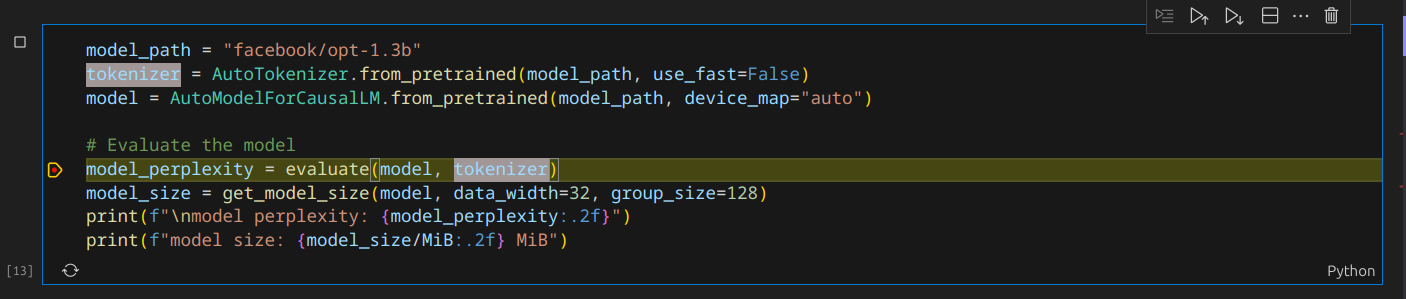 model_path = "facebook/opt-1.3b"
tokenizer = AutoTokenizer.from_pretrained(model_path, use_fast=False)
model = AutoModelForCausalLM.from_pretrained(model_path, device_map="auto")

# Evaluate the model
model_perplexity = evaluate(model, tokenizer)
model_size = get_model_size(model, data_width=32, group_size=128)
print(f"\nmodel perplexity: {model_perplexity:.2f}")
print(f"model size: {model_size/MiB:.2f} MiB")
[13]
Python